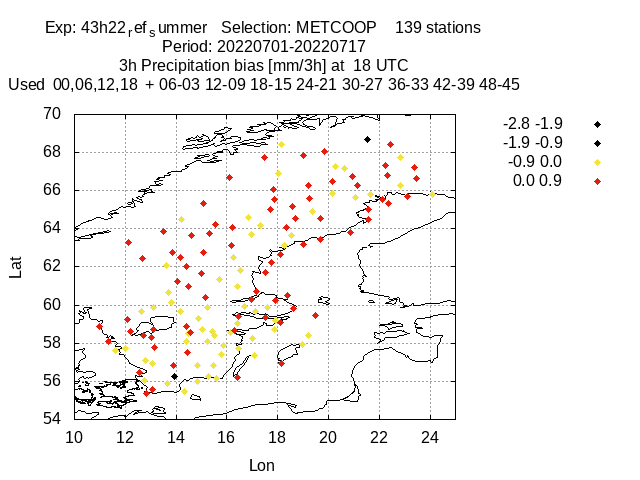 Exp: 43h22refsummer Selection: METCOOP 139 stations
Period: 20220701-20220717
3h Precipitation bias [mm/3h] at 18 UTC
Used 00,06,12,18 + 06-03 12-09 18-15 24-21 30-27 36-33 42-39 48-45
-2.8 -1.9
-1.9 -0.9
-0.9 0.0
0.0 0.9
70
68
66
64
62
60
58
56
54
10 12 14 16 18 20 22 24
Lat
Lon